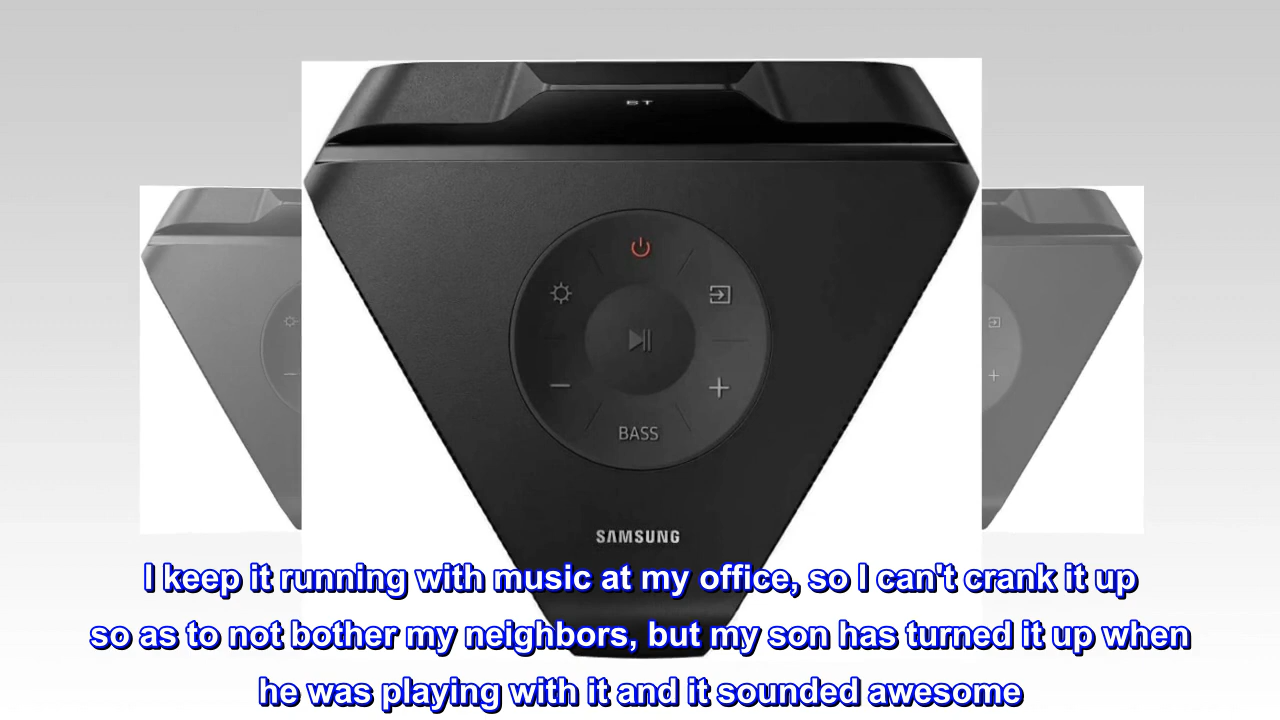 BT
BASS
SAMSUNG
I keep it running with music at my office, so I can't crank it up
so as to not bother my neighbors, but my son has turned it up when
he was playing with it and it sounded awesome